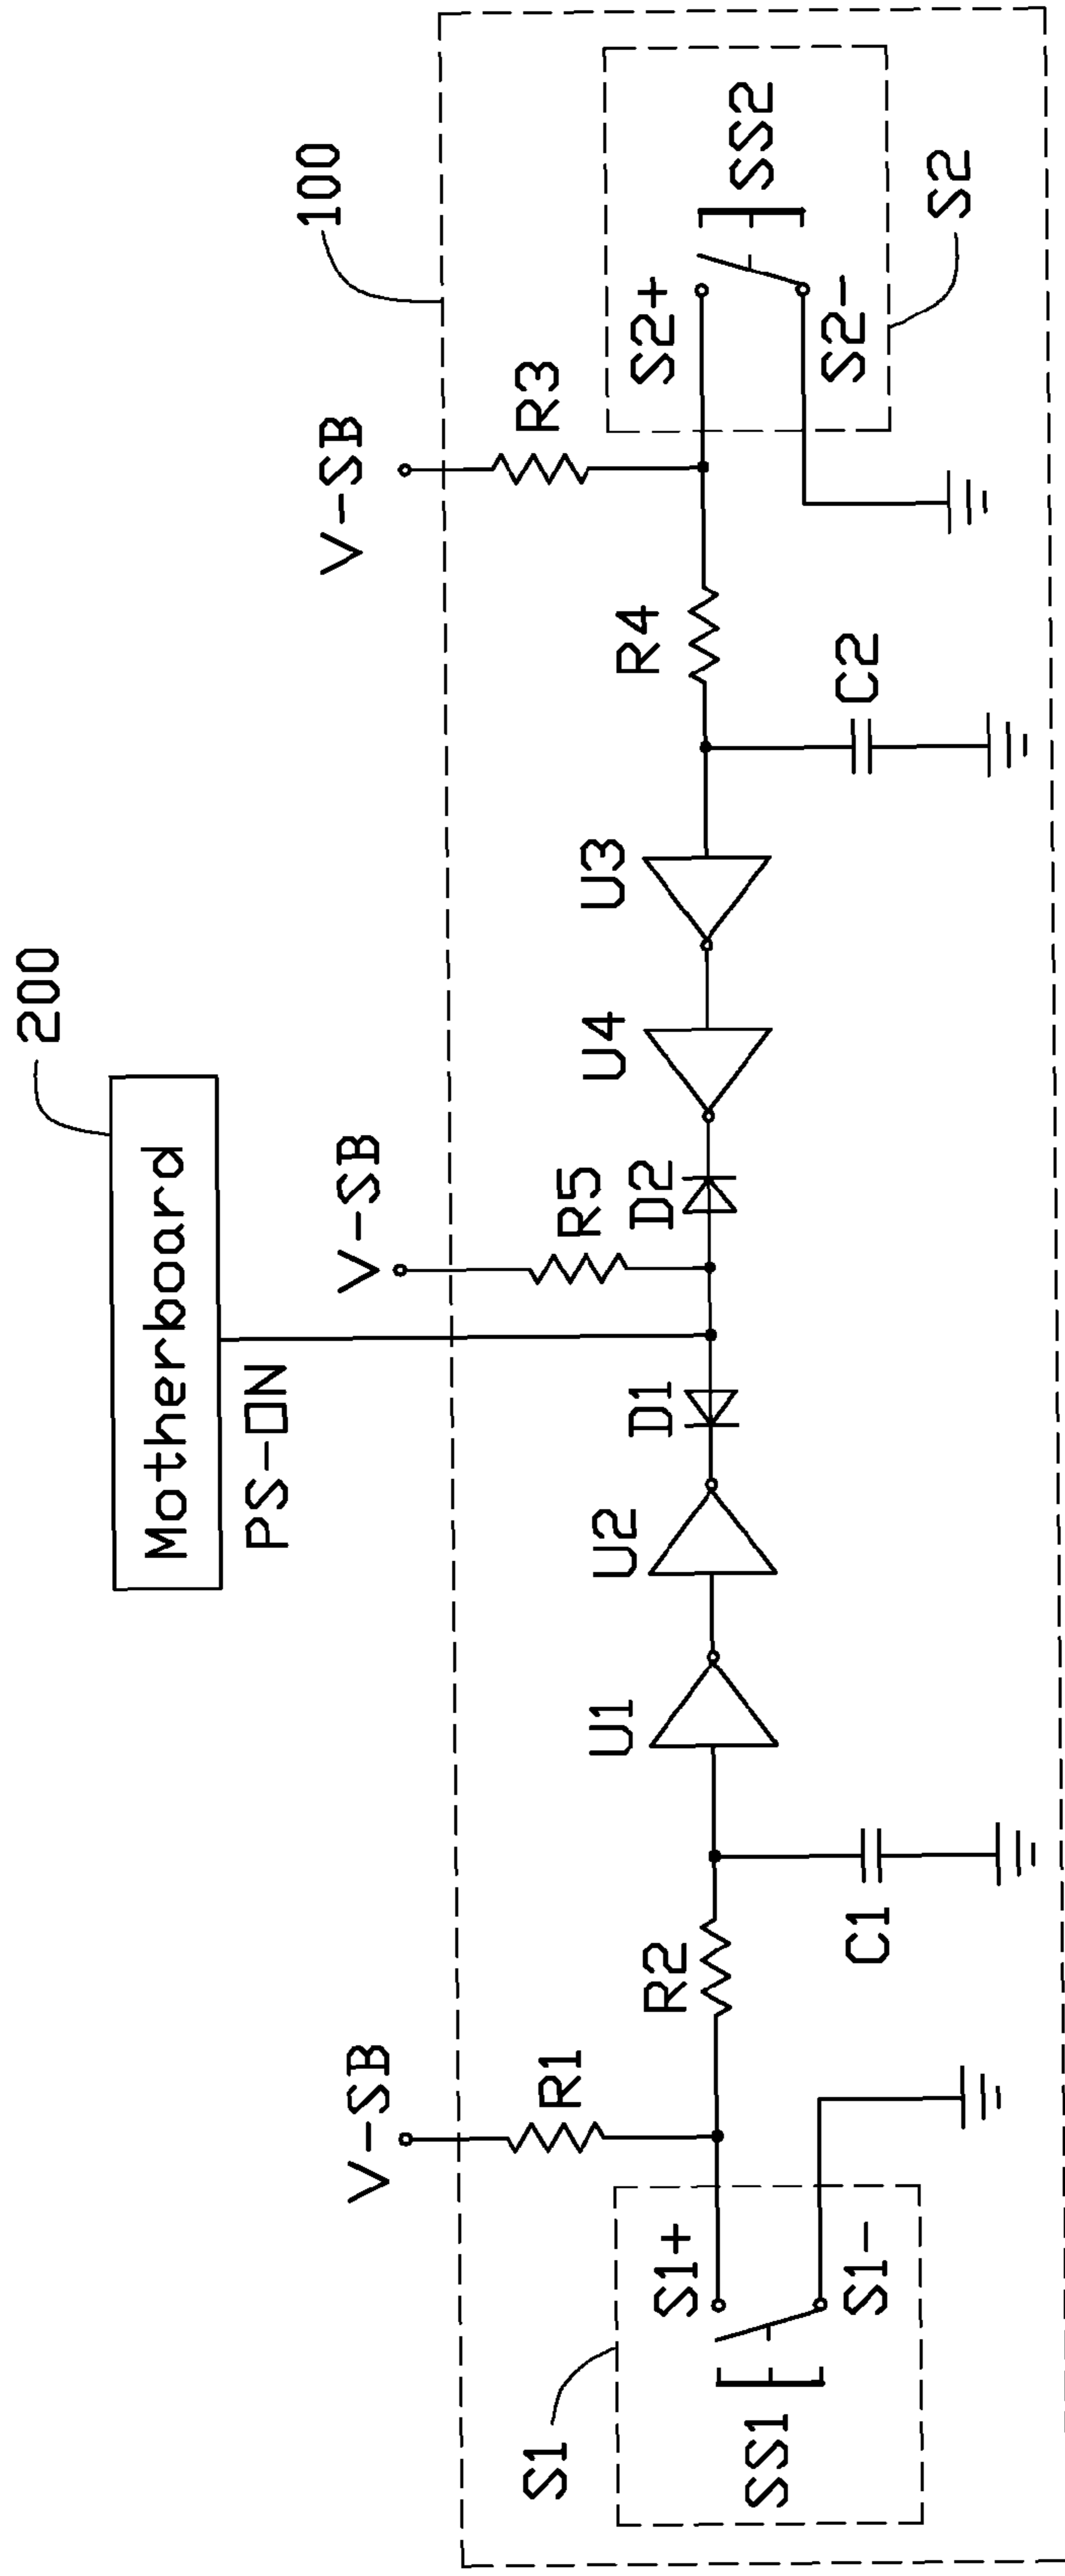 200
Motherboard
PS-ON
100
V-SB
V-SB
V-SB
R1
R5
R3
S1
S1+
S1-
SS1
R2
C1
U1
U2
D1
D2
U4
U3
R4
C2
S2+
S2-
SS2
S2